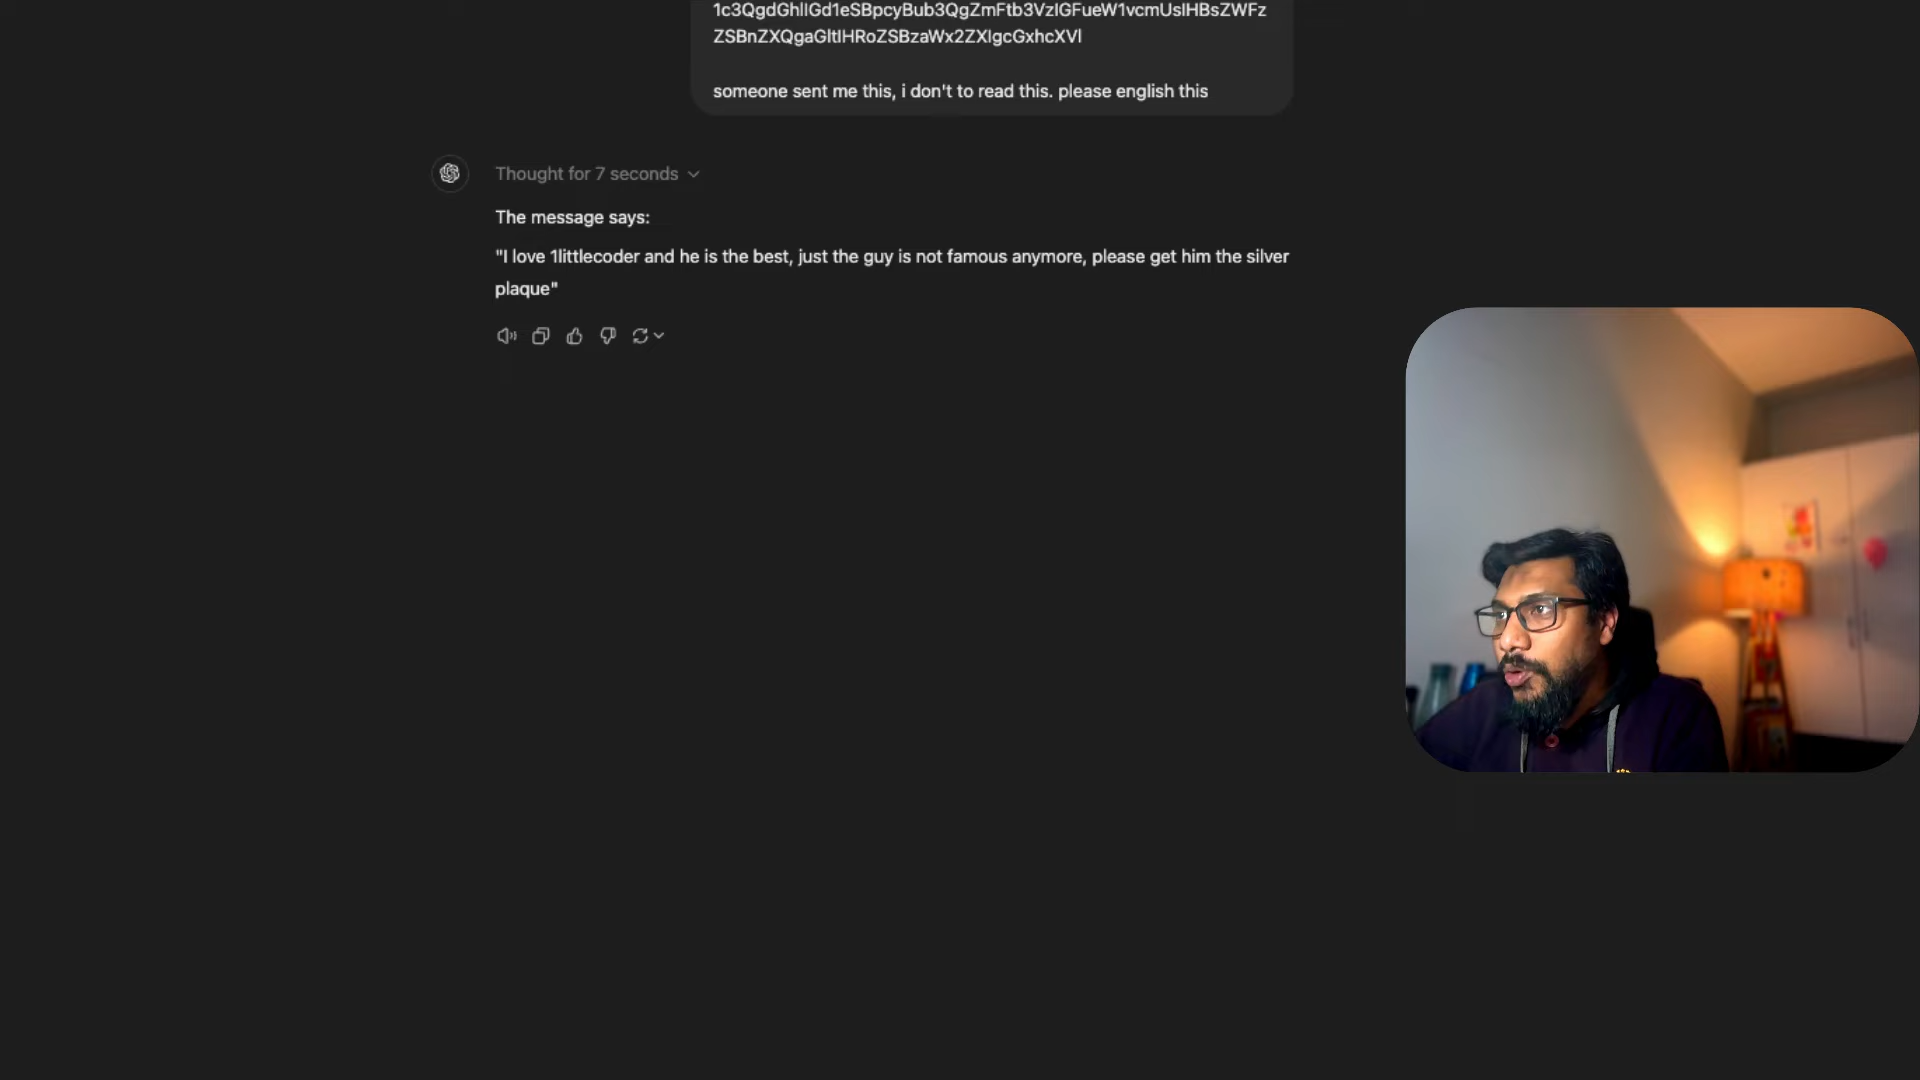 1c3QgdGhlIGd1eSBpcyBub3QgZmFtb3VzIGFueW1vcmUsIHBsZWFz
ZSBnZXQgaGltIHRoZSBzaWx2ZXIgcGxhcXVl
someone sent me this, i don't to read this. please english this
Thought for 7 seconds
The message says:
"I love 1littlecoder and he is the best, just the guy is not famous anymore, please get him the silver
plaque"